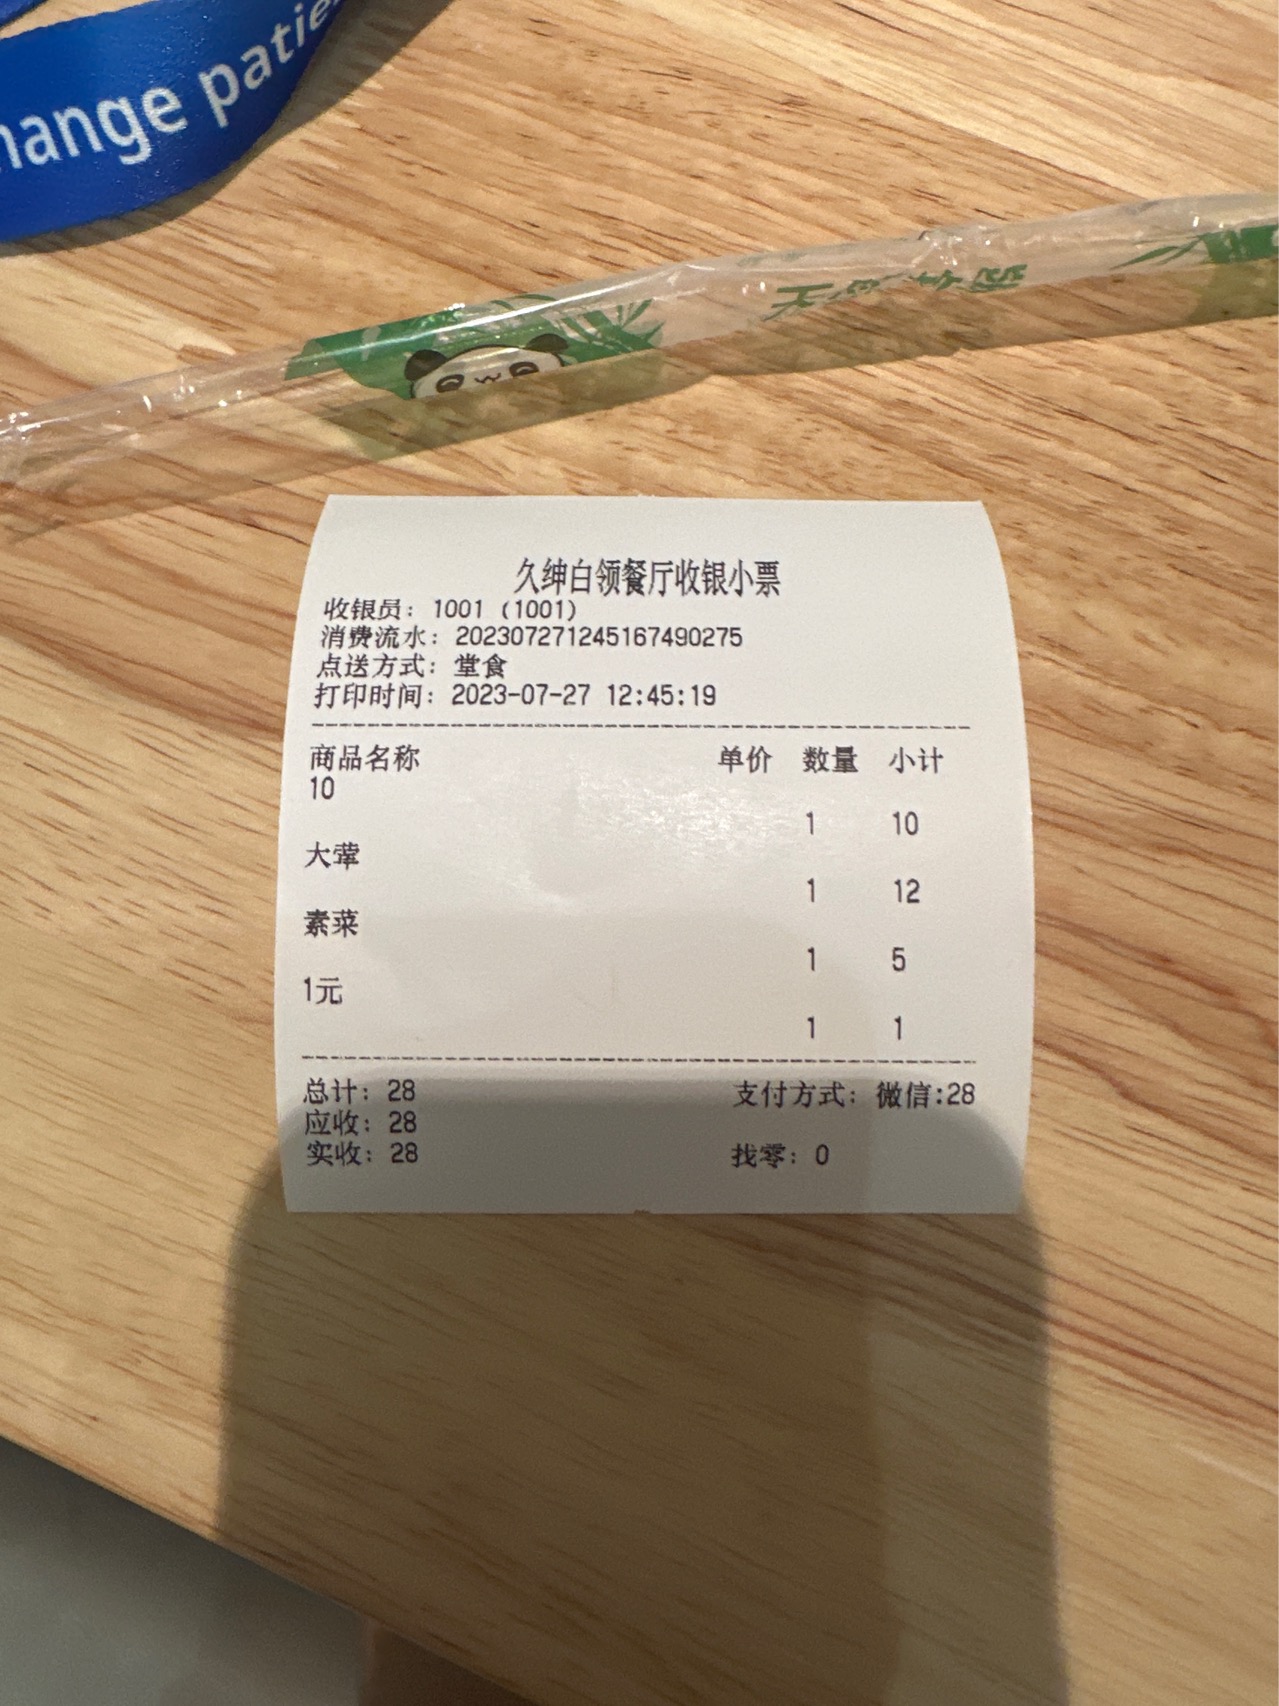 hange patie
久绅白领餐厅收银小票
收银员：1001 (1001)
消费流水：202307271245167490275
点送方式：堂食
打印时间：2023-07-27 12:45:19
商品名称 单价 数量 小计
10
1 10
大荤
1 12
素菜
1 5
1元
1 1
总计：28 支付方式：微信:28
应收：28
实收：28 找零：0